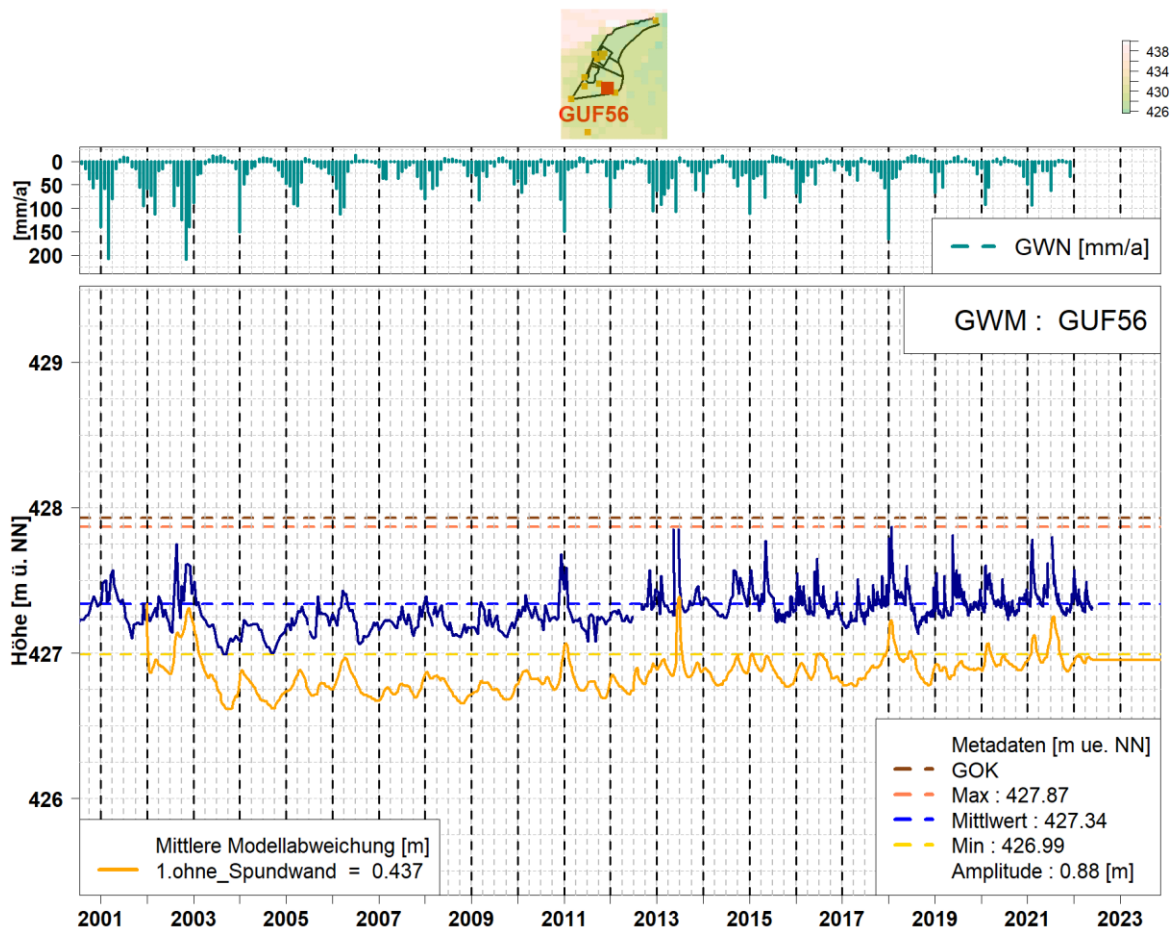 GUF56
438
434
430
426
0
50
100
150
200
[mm/a]
GWN [mm/a]
GWM : GUF56
429
428
427
426
Höhe [m ü. NN]
Mittlere Modellabweichung [m]
1.ohne_Spundwand = 0.437
Metadaten [m ue. NN]
GOK
Max : 427.87
Mittlwert : 427.34
Min : 426.99
Amplitude : 0.88 [m]
2001 2003 2005 2007 2009 2011 2013 2015 2017 2019 2021 2023